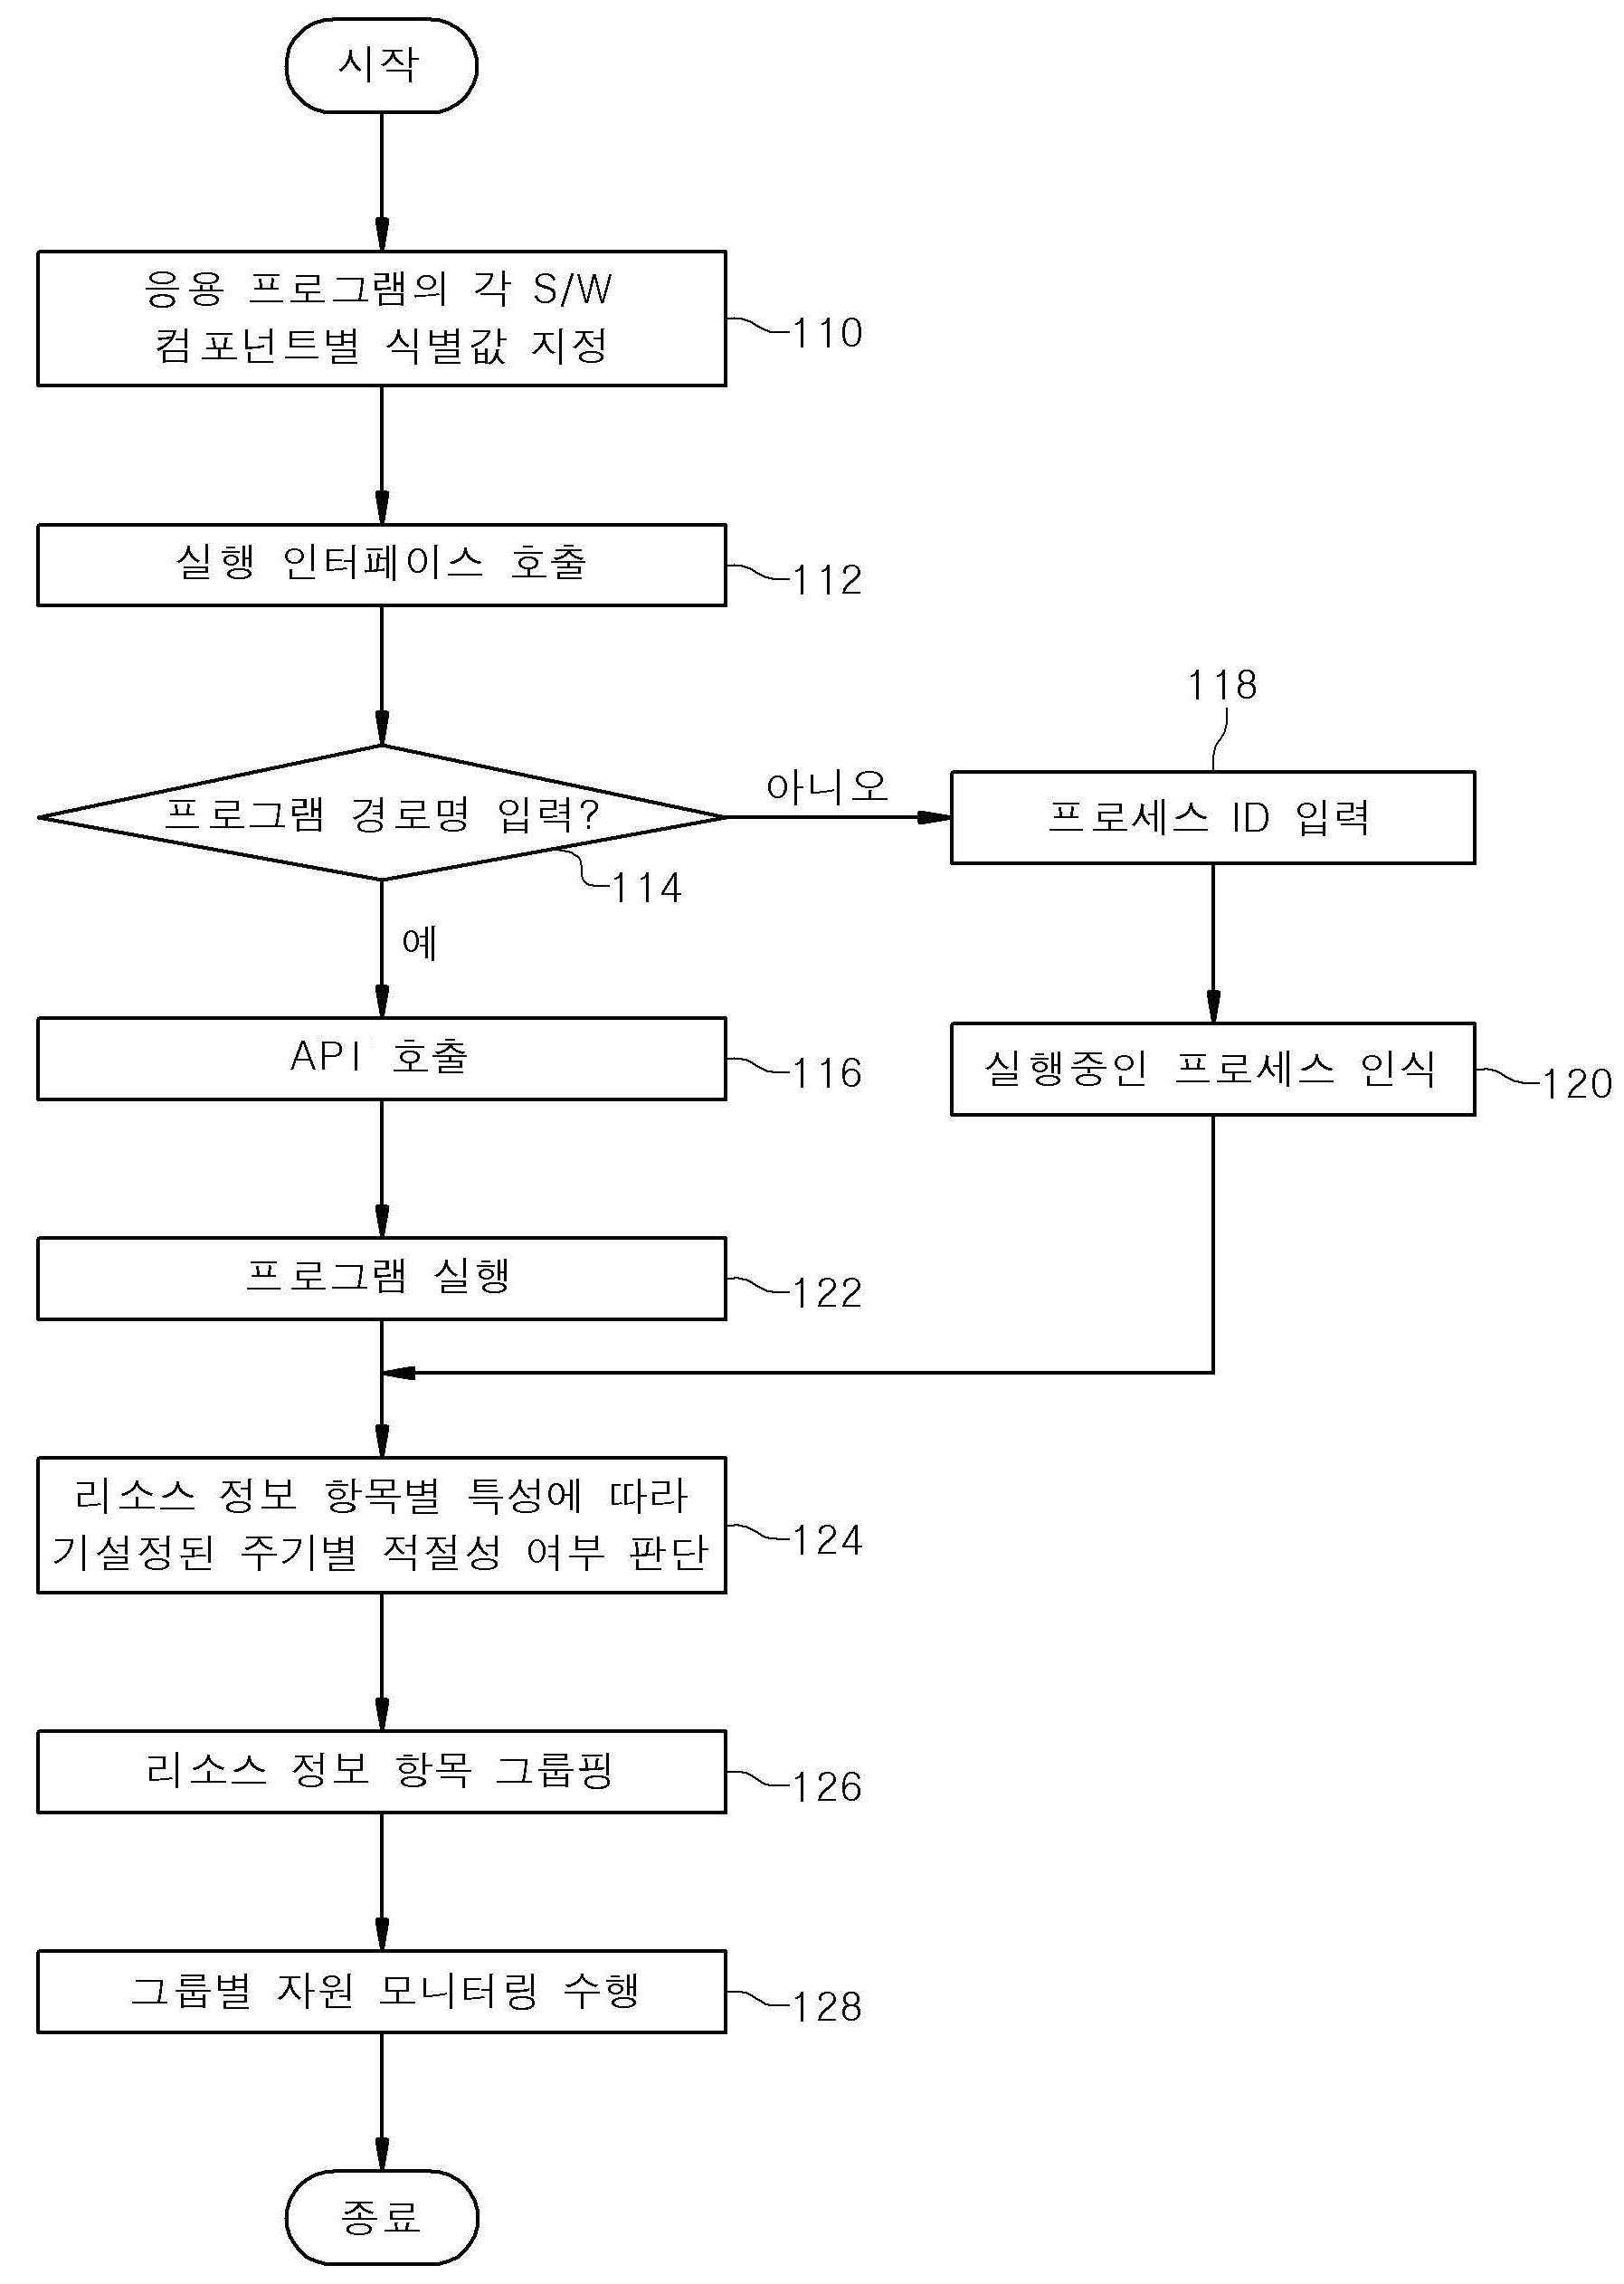 시작
응용 프로그램의 각 S/W
컴포넌트별 식별값 지정
110
실행 인터페이스 호출
112
118
프로그램 경로명 입력?
아니오
프로세스 ID 입력
114
예
API 호출
116
실행중인 프로세스 인식
120
프로그램 실행
122
리소스 정보 항목별 특성에 따라
기설정된 주기별 적절성 여부 판단
124
리소스 정보 항목 그룹핑
126
그룹별 자원 모니터링 수행
128
종료